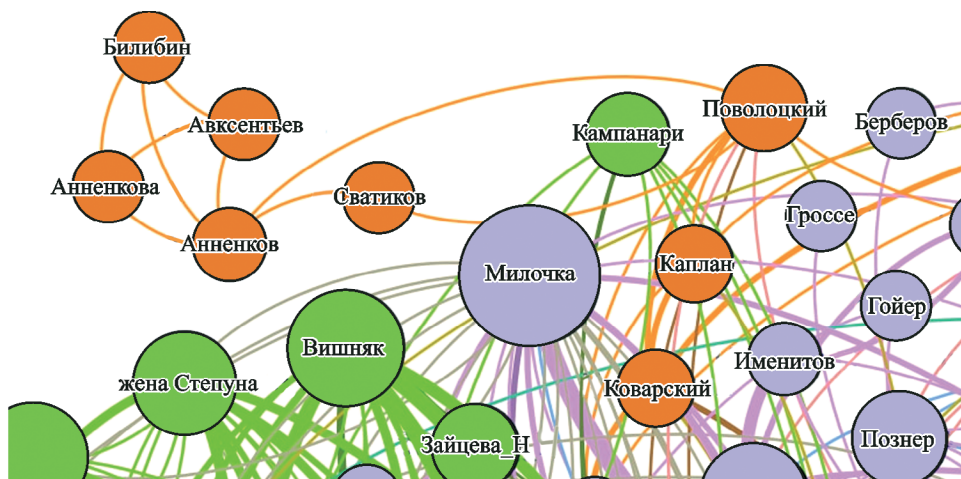 Билибин
Авксентьев
Поволоцкий
Берберов
Кампанари
Анненкова
Сватиков
Гроссе
Анненков
Милочка
Каплан
Гойер
Вишняк
Именитов
жена Степуна
Коварский
Зайцева_Н
Познер